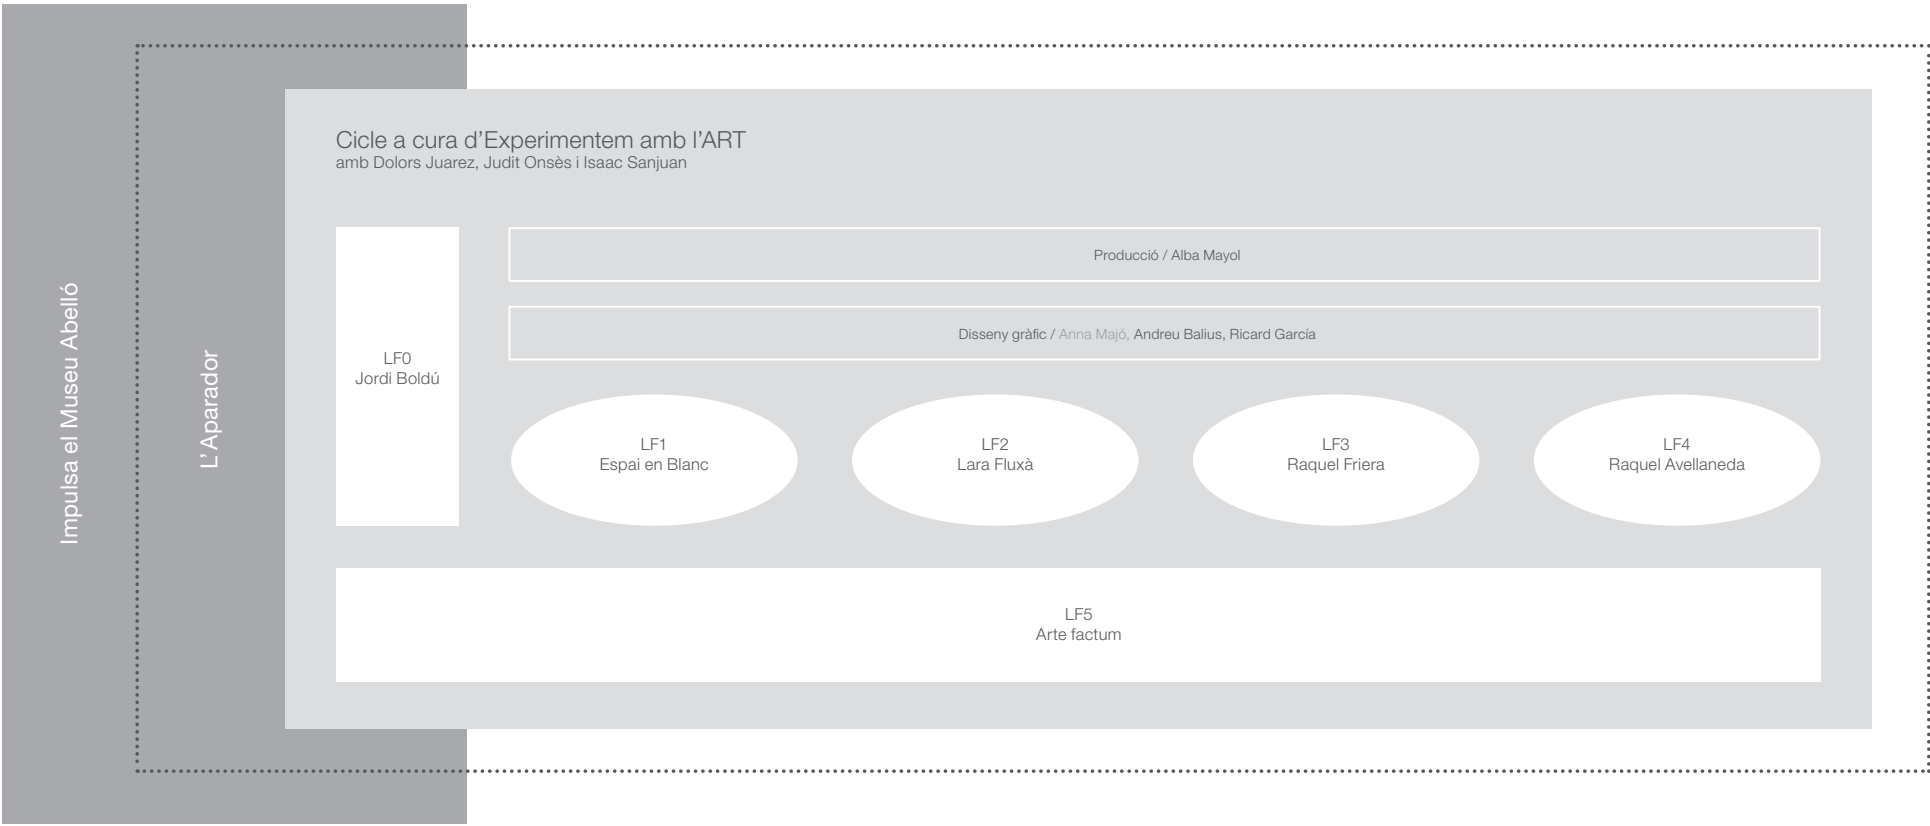 Impulsa el Museu Abelló
L' Aparador
Cicle a cura d'Experimentem amb l'ART
amb Dolors Juarez, Judit Onsès i Isaac Sanjuan
LF0
Jordi Boldú
Producció / Alba Mayol
Disseny gràfic / Anna Majó, Andreu Balius, Ricard García
LF1
Espai en Blanc
LF2
Lara Fluxà
LF3
Raquel Friera
LF4
Raquel Avellaneda
LF5
Arte factum